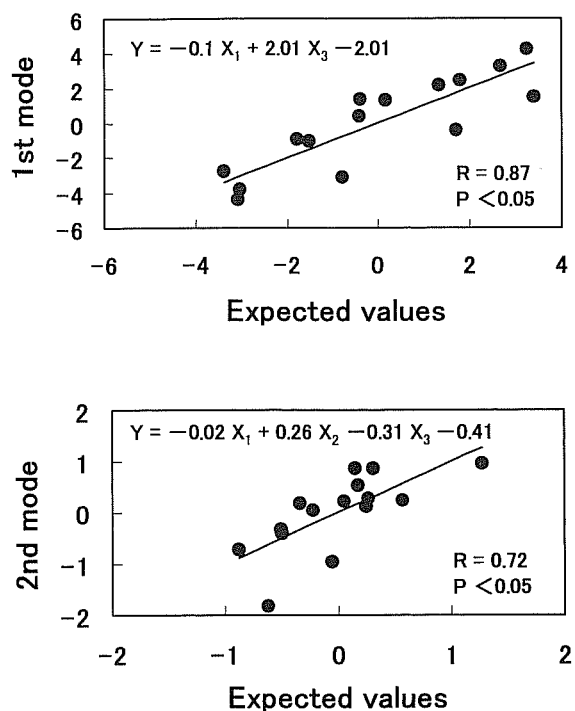 6
4
2
0
−2
−4
−6
1st mode
Y = −0.1 X₁ + 2.01 X₃ −2.01
R = 0.87
P <0.05
−6 −4 −2 0 2 4
Expected values
2
1
0
−1
−2
2nd mode
Y = −0.02 X₁ + 0.26 X₂ −0.31 X₃ −0.41
R = 0.72
P <0.05
−2 −1 0 1 2
Expected values